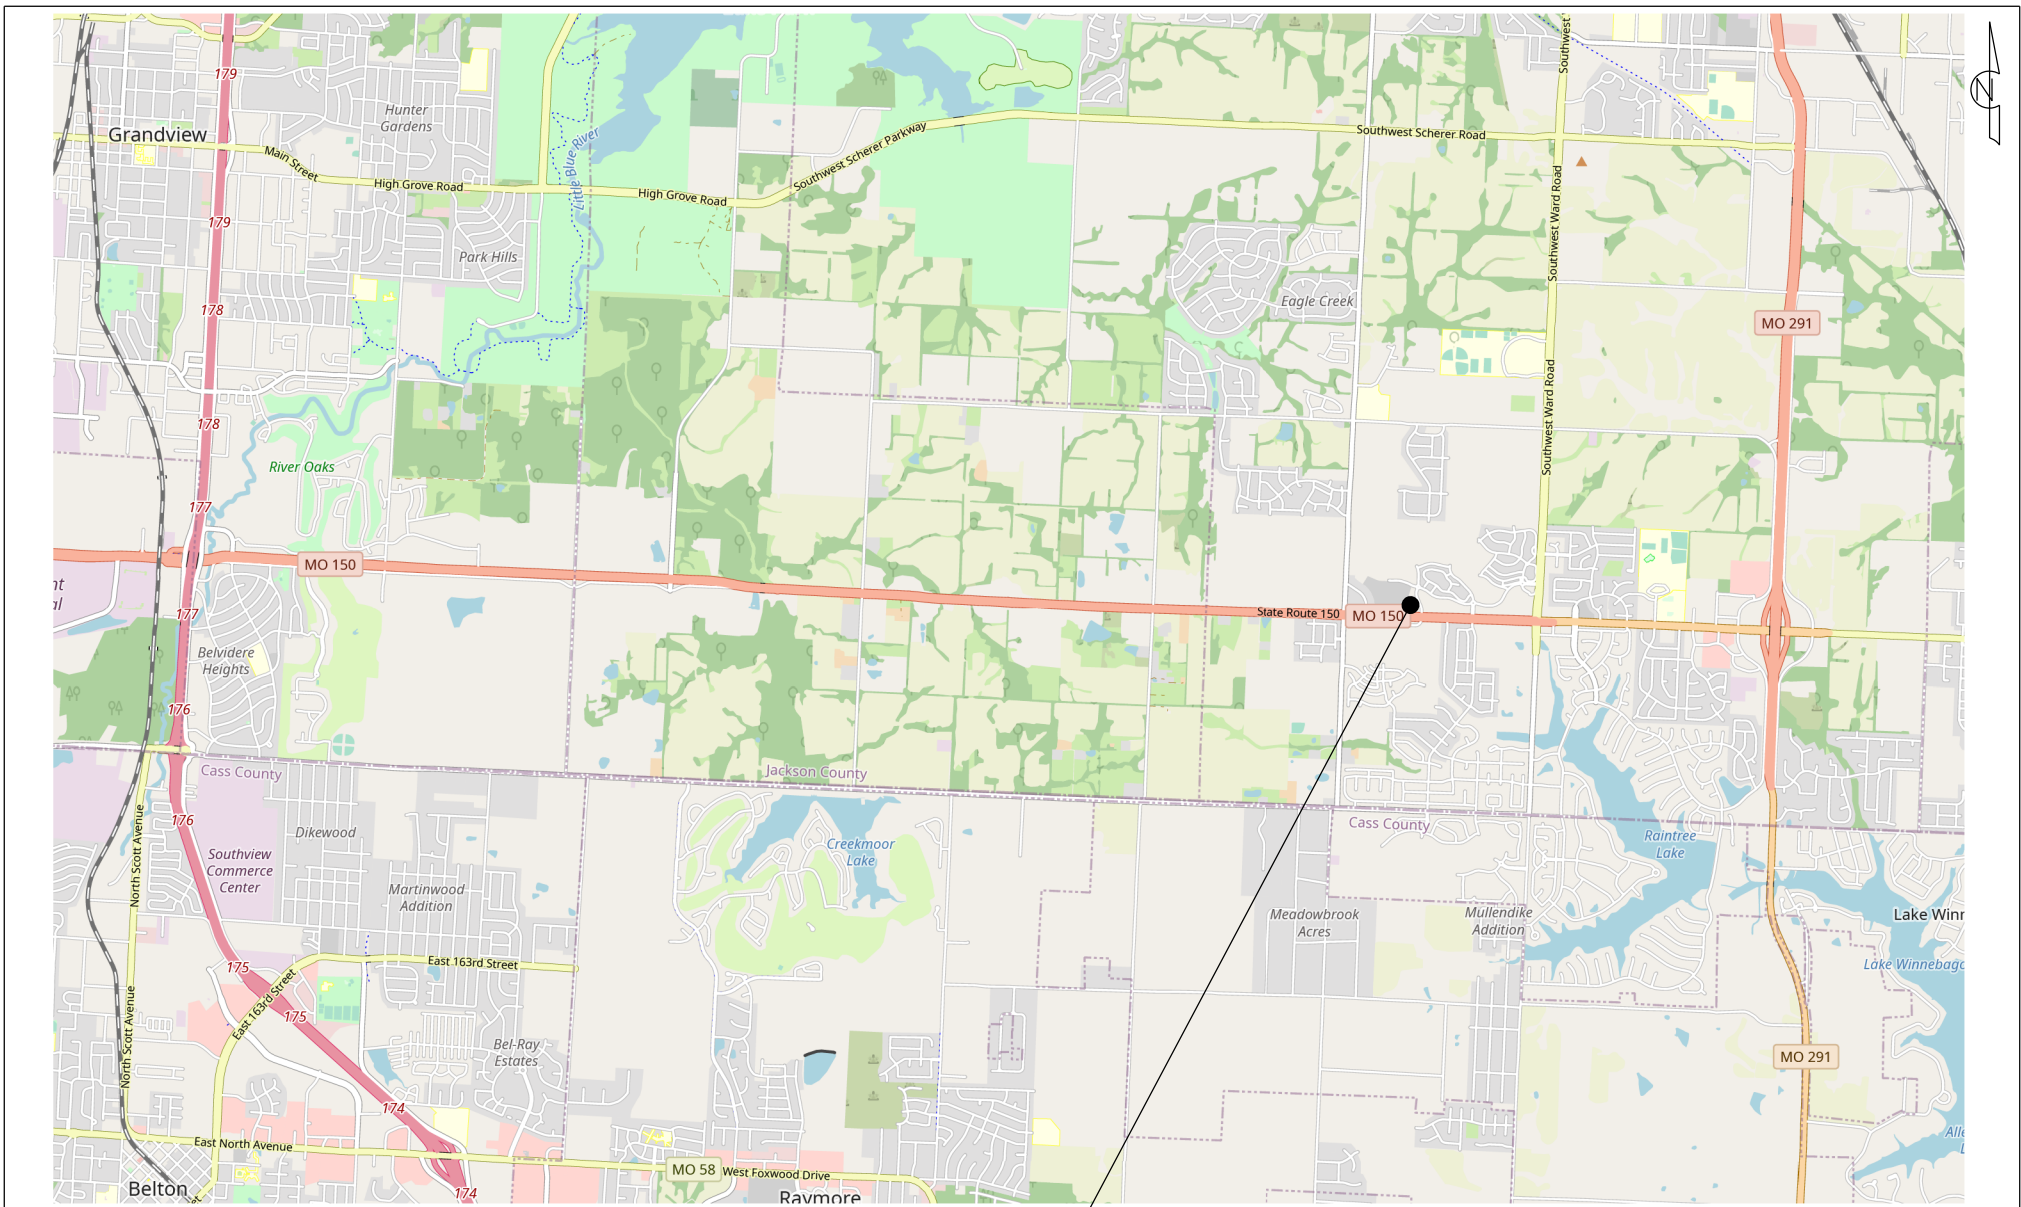 179
Hunter
Gardens
Grandview
Main Street
High Grove Road
Little Blue River
High Grove Road
Southwest Scherer Parkway
Southwest Scherer Road
Southwest
N
Southwest Ward Road
179
Park Hills
178
Eagle Creek
MO 291
Southwest Ward Road
178
River Oaks
177
MO 150
177
State Route 150
MO 150
Belvidere
Heights
176
Cass County
Jackson County
Cass County
176
Dikewood
Creekmoor
Lake
Raintree
Lake
North Scott Avenue
Southview
Commerce
Center
Martinwood
Addition
Meadowbrook
Acres
Mullendike
Addition
Lake Winn
175
East 163rd Street
East 163rd Street
Lake Winnebago
175
North Scott Avenue
Bel-Ray
Estates
MO 291
174
East North Avenue
MO 58
West Foxwood Drive
Belton
174
Raymore